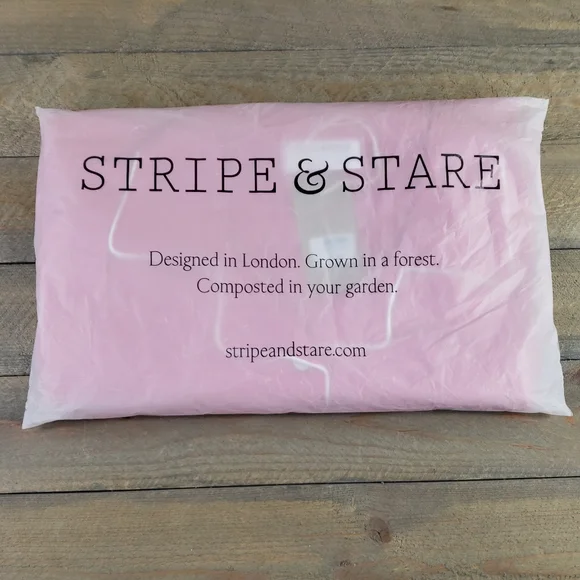 STRIPE & STARE
Designed in London. Grown in a forest.
Composted in your garden.
stripeandstare.com